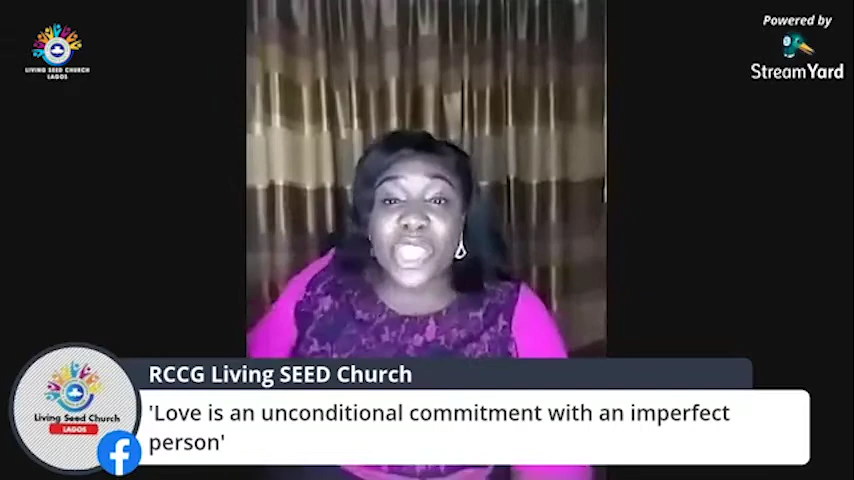 LIVING SEED CHURCH
LAGOS
Powered by
StreamYard
RCCG Living SEED Church
'Love is an unconditional commitment with an imperfect
person'
Living Seed Church
LAGOS